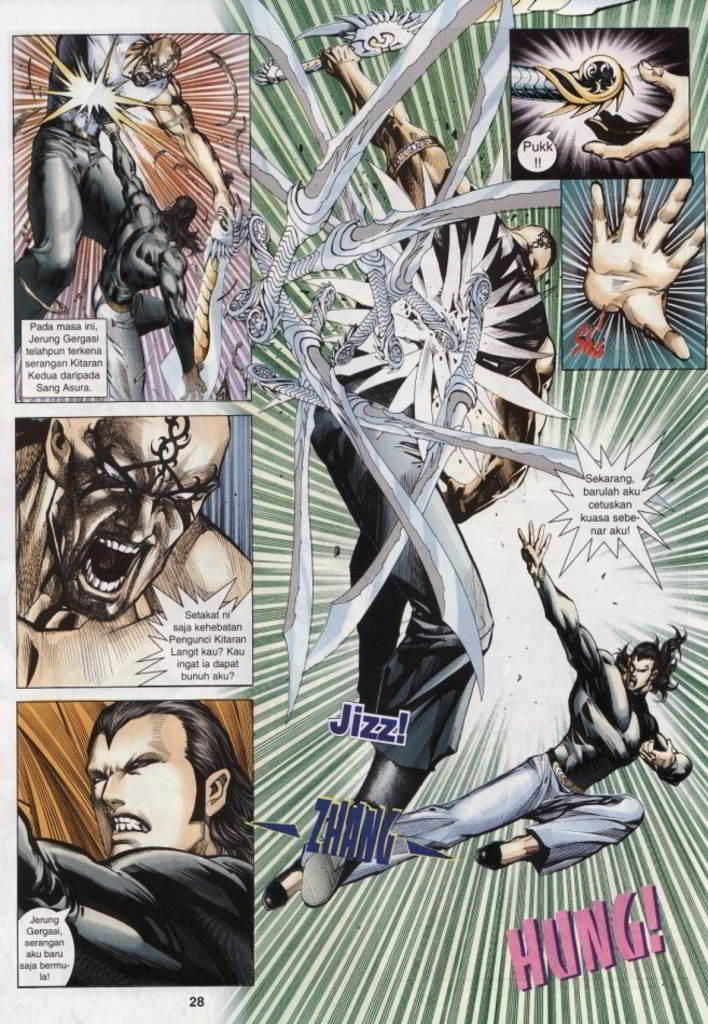 Pada masa ini,
Jerung Gergasi
telahpun terkena
serangan Kitaran
Kedua daripada
Sang Asura.
Setakat ni
saja kehebatan
Pengunci Kitaran
Langit kau? Kau
ingat ia dapat
bunuh aku?
Jerung
Gergasi,
serangan
aku baru
saja bermu-
la!
Pukk
!!
Sekarang,
barulah aku
cetuskan
kuasa sebe-
nar aku!
Jizz!
ZHANG
HUNG!
28